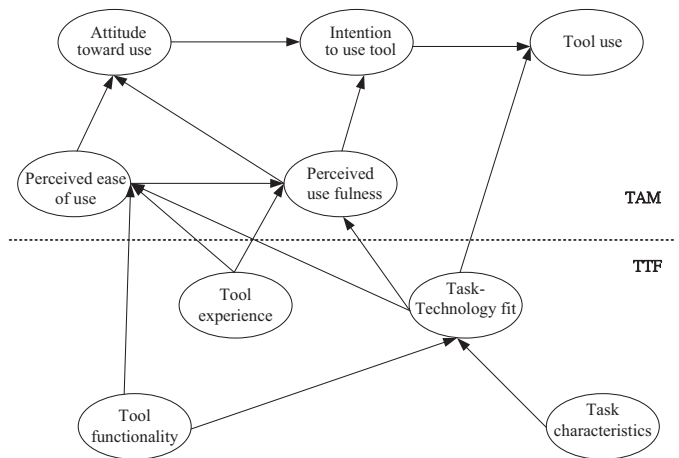 Attitude
toward use
Intention
to use tool
Tool use
Perceived ease
of use
Perceived
use fulness
TAM
TTF
Tool
experience
Task-
Technology fit
Tool
functionality
Task
characteristics